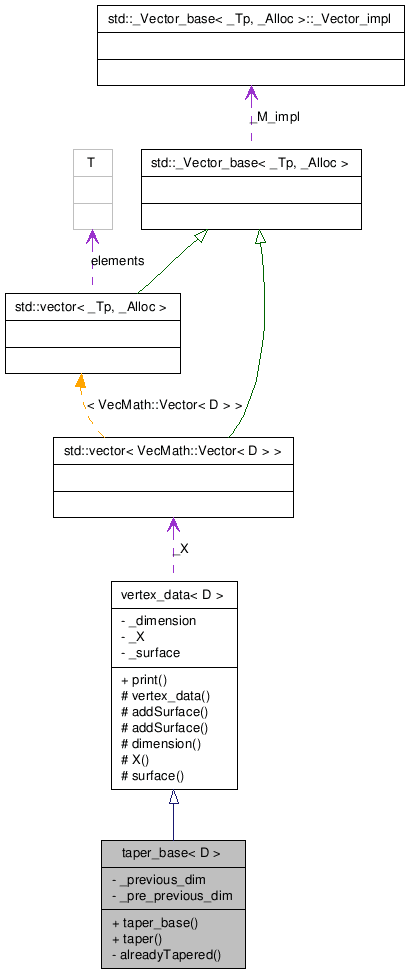 std::_Vector_base< _Tp, _Alloc >::_Vector_impl
_M_impl
T
std::_Vector_base< _Tp, _Alloc >
elements
std::vector< _Tp, _Alloc >
< VecMath::Vector< D > >
std::vector< VecMath::Vector< D > >
_X
vertex_data< D >
- _dimension
- _X
- _surface
+ print()
# vertex_data()
# addSurface()
# addSurface()
# dimension()
# X()
# surface()
taper_base< D >
- _previous_dim
- _pre_previous_dim
+ taper_base()
+ taper()
- alreadyTapered()